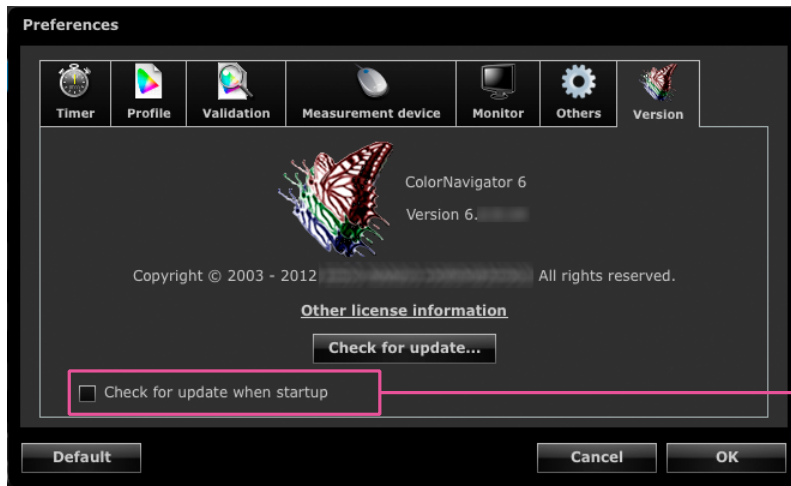 Preferences
Timer Profile Validation Measurement device Monitor Others Version
ColorNavigator 6
Version 6.
Copyright © 2003 - 2012 All rights reserved.
Other license information
Check for update...
Check for update when startup
Default Cancel OK